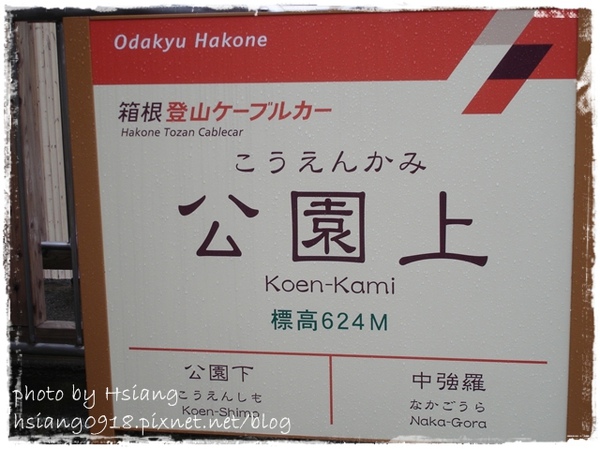 Odakyu Hakone
箱根登山ケーブルカー
Hakone Tozan Cablecar
こうえんかみ
公園上
Koen-Kami
標高624M
公園下
こうえんしも
Koen-Shimo
中強羅
なかごうら
Naka-Gora
photo by Hsiang
hsiang0918.pixnet.net/blog